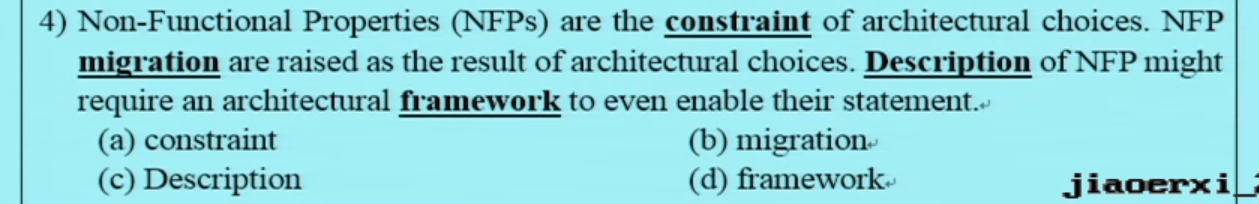 4) Non-Functional Properties (NFPs) are the constraint of architectural choices. NFP
migration are raised as the result of architectural choices. Description of NFP might
require an architectural framework to even enable their statement.
(a) constraint (b) migration
(c) Description (d) framework
jiaoerxi_